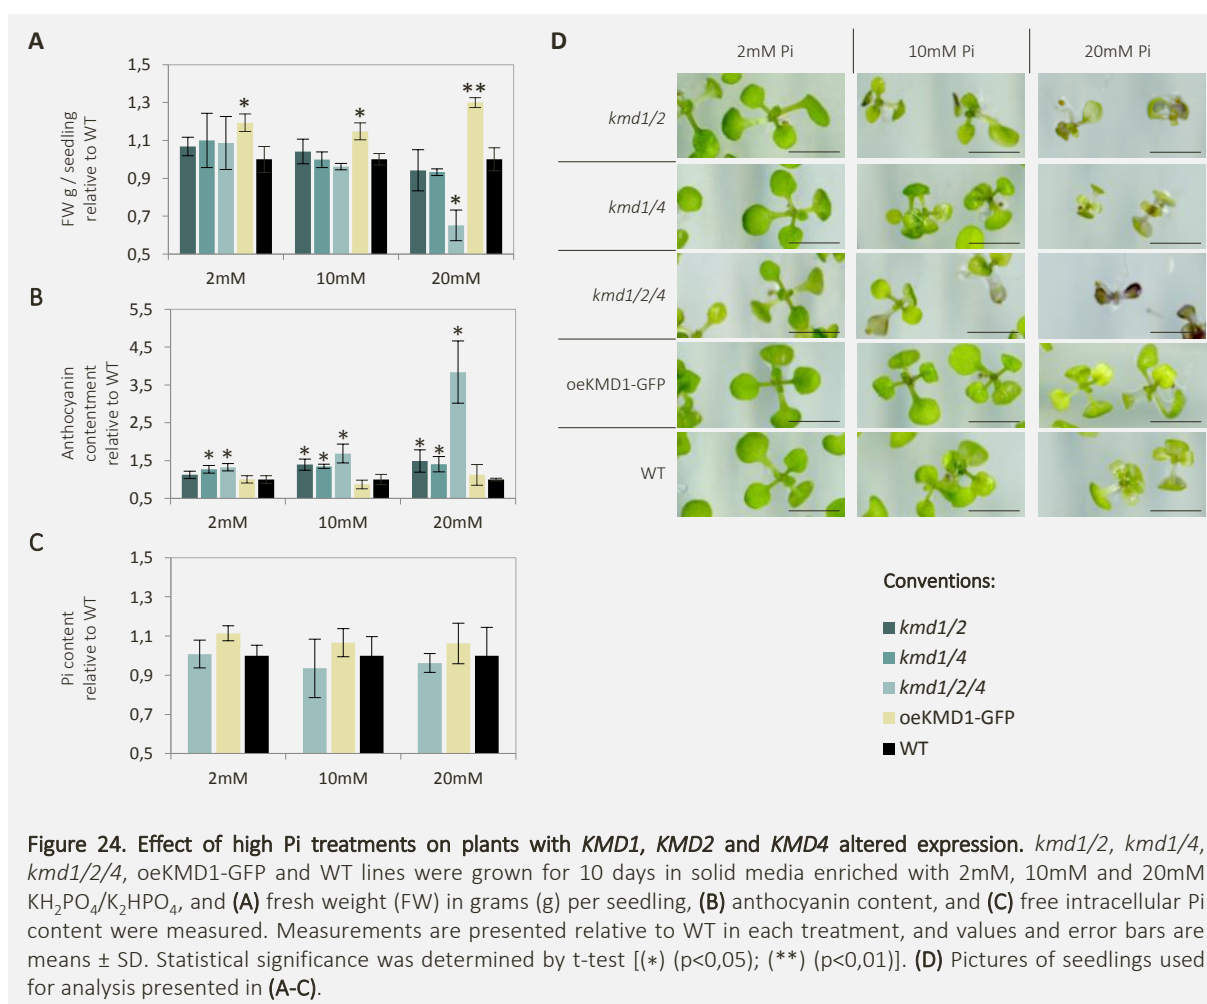 A
1,5
1,3
1,1
0,9
0,7
0,5
FW g / seedling
relative to WT
*
*
*
**
2mM
10mM
20mM
B
5,5
4,5
3,5
2,5
1,5
0,5
Anthocyanin
contentment
relative to WT
* *
* * *
* * *
2mM
10mM
20mM
C
1,5
1,3
1,1
0,9
0,7
0,5
Pi content
relative to WT
2mM
10mM
20mM
D
2mM Pi
10mM Pi
20mM Pi
kmd1/2
kmd1/4
kmd1/2/4
oeKMD1-GFP
WT
Conventions:
kmd1/2
kmd1/4
kmd1/2/4
oeKMD1-GFP
WT
Figure 24. Effect of high Pi treatments on plants with KMD1, KMD2 and KMD4 altered expression. kmd1/2, kmd1/4,
kmd1/2/4, oeKMD1-GFP and WT lines were grown for 10 days in solid media enriched with 2mM, 10mM and 20mM
KH₂PO₄/K₂HPO₄, and (A) fresh weight (FW) in grams (g) per seedling, (B) anthocyanin content, and (C) free intracellular Pi
content were measured. Measurements are presented relative to WT in each treatment, and values and error bars are
means ± SD. Statistical significance was determined by t-test [(*) (p<0,05); (**) (p<0,01)]. (D) Pictures of seedlings used
for analysis presented in (A-C).